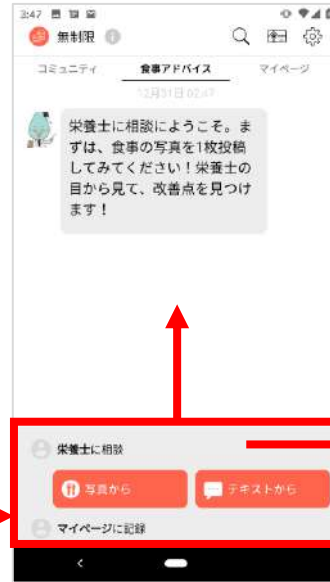 3:47
無制限
コミュニティ 食事アドバイス マイページ
12月31日 02:47
栄養士に相談にようこそ。ま
ずは、食事の写真を1枚投稿
してみてください！栄養士の
目から見て、改善点を見つけ
ます！
栄養士に相談
写真から テキストから
マイページに記録